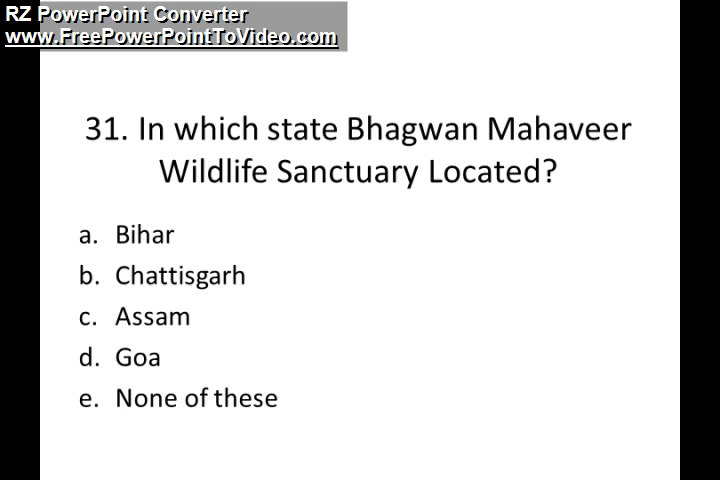 RZ PowerPoint Converter
www.FreePowerPointToVideo.com
31. In which state Bhagwan Mahaveer
Wildlife Sanctuary Located?
a. Bihar
b. Chattisgarh
c. Assam
d. Goa
e. None of these